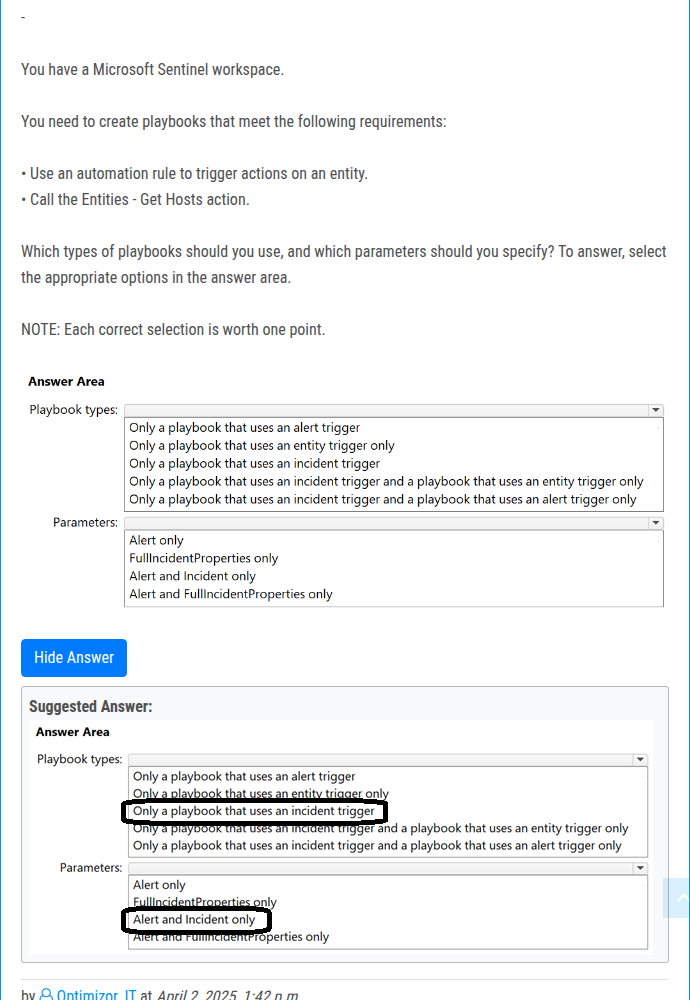 -
You have a Microsoft Sentinel workspace.
You need to create playbooks that meet the following requirements:
• Use an automation rule to trigger actions on an entity.
• Call the Entities - Get Hosts action.
Which types of playbooks should you use, and which parameters should you specify? To answer, select
the appropriate options in the answer area.
NOTE: Each correct selection is worth one point.
Answer Area
Playbook types:
Only a playbook that uses an alert trigger
Only a playbook that uses an entity trigger only
Only a playbook that uses an incident trigger
Only a playbook that uses an incident trigger and a playbook that uses an entity trigger only
Only a playbook that uses an incident trigger and a playbook that uses an alert trigger only
Parameters:
Alert only
FullIncidentProperties only
Alert and Incident only
Alert and FullIncidentProperties only
Hide Answer
Suggested Answer:
Answer Area
Playbook types:
Only a playbook that uses an alert trigger
Only a playbook that uses an entity trigger only
Only a playbook that uses an incident trigger
Only a playbook that uses an incident trigger and a playbook that uses an entity trigger only
Only a playbook that uses an incident trigger and a playbook that uses an alert trigger only
Parameters:
Alert only
FullIncidentProperties only
Alert and Incident only
Alert and FullIncidentProperties only
by Optimizor_IT at April 2, 2025, 1:42 p.m.